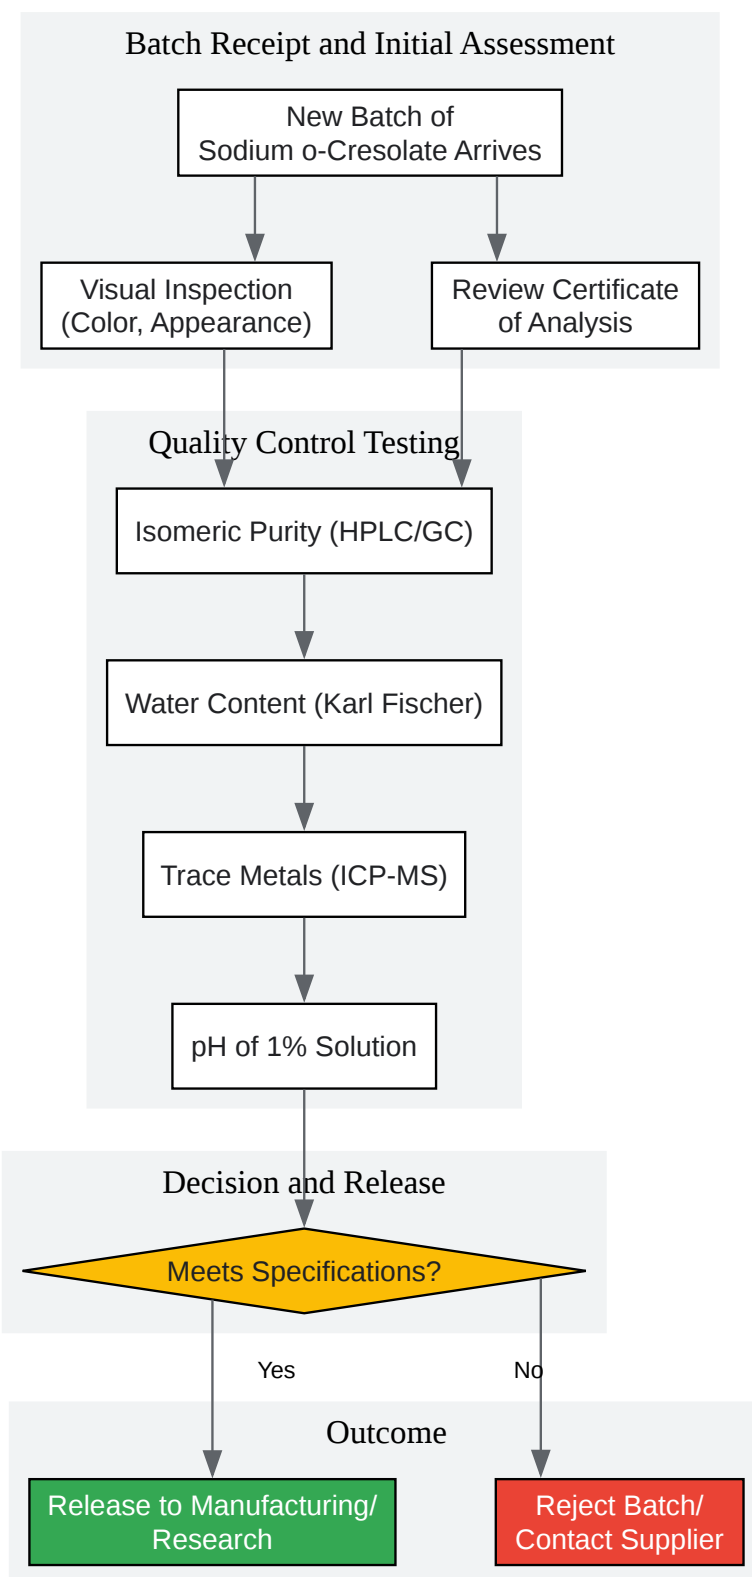 Batch Receipt and Initial Assessment
New Batch of
Sodium o-Cresolate Arrives
Visual Inspection
(Color, Appearance)
Review Certificate
of Analysis
Quality Control Testing
Isomeric Purity (HPLC/GC)
Water Content (Karl Fischer)
Trace Metals (ICP-MS)
pH of 1% Solution
Decision and Release
Meets Specifications?
Yes
No
Outcome
Release to Manufacturing/
Research
Reject Batch/
Contact Supplier